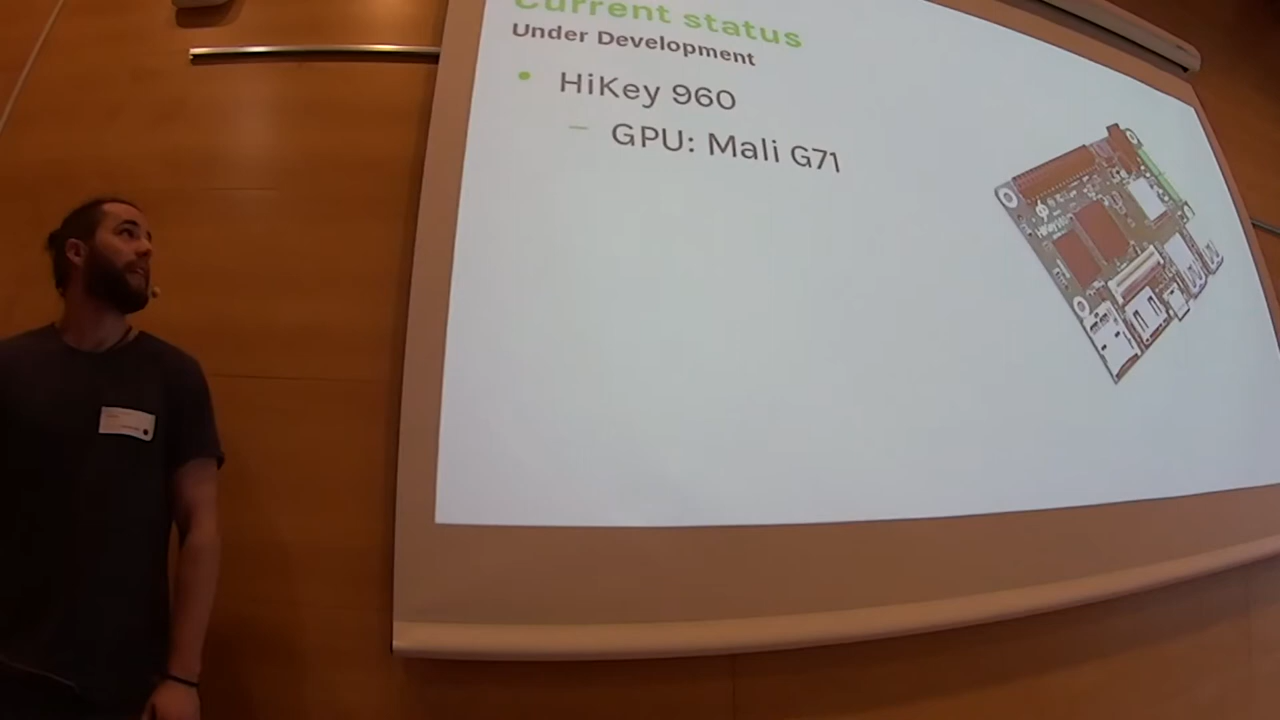 Current status
Under Development
HiKey 960
GPU: Mali G71